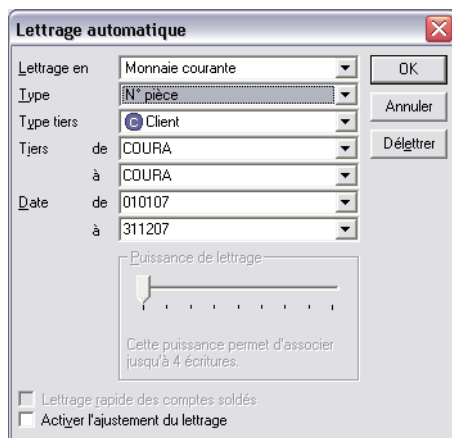 Lettrage automatique
Lettrage en Monnaie courante OK
Type N° pièce Annuler
Type tiers C Client Délettrer
Tiers de COURA
à COURA
Date de 010107
à 311207
Puissance de lettrage
Cette puissance permet d'associer
jusqu'à 4 écritures.
Lettrage rapide des comptes soldés
Activer l'ajustement du lettrage